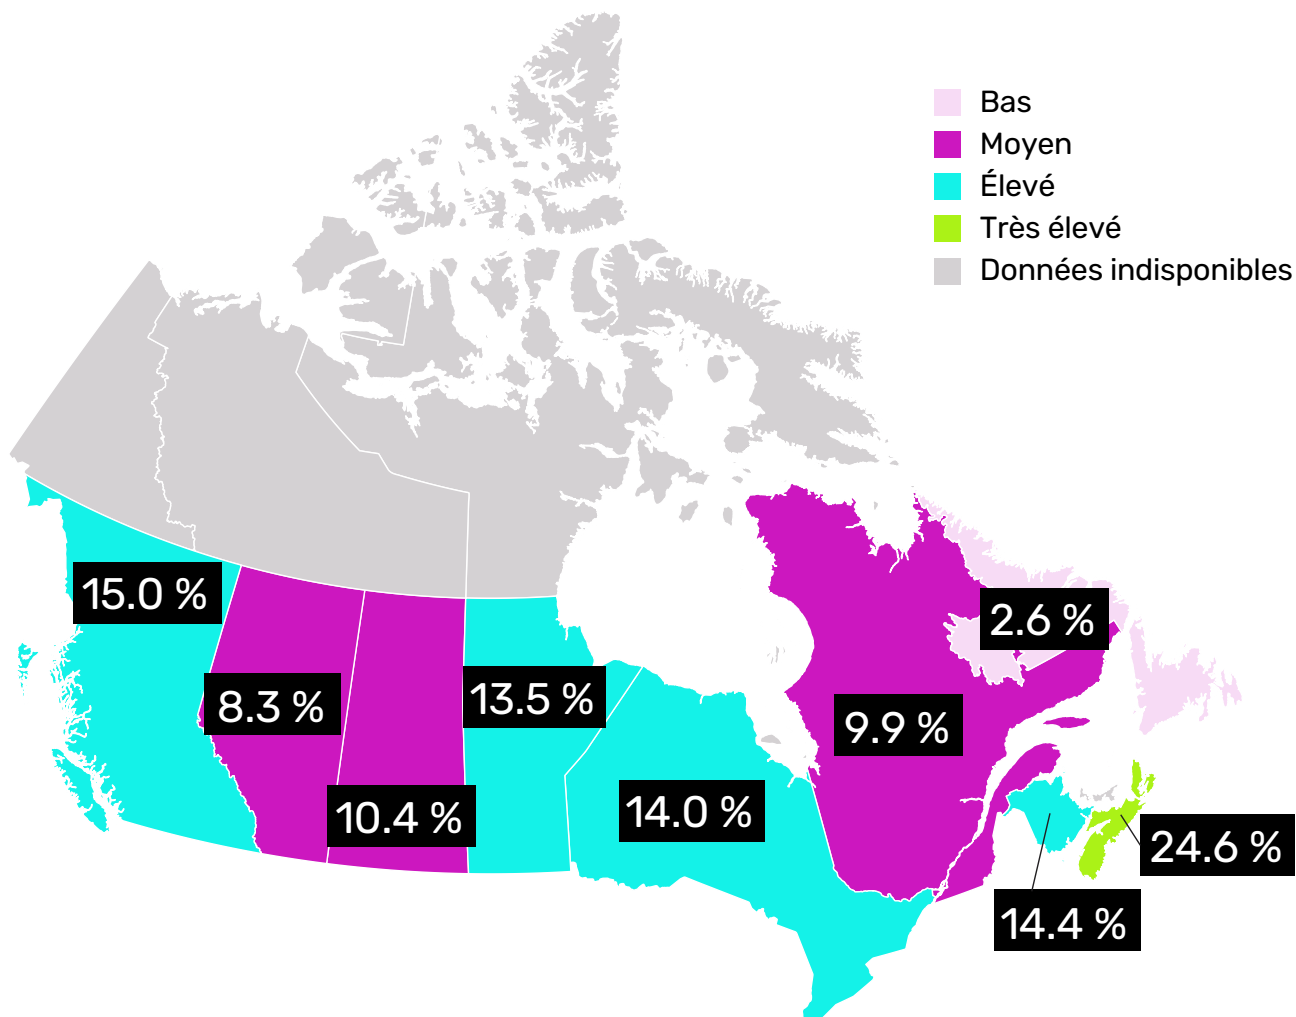 Bas
Moyen
Élevé
Très élevé
Données indisponibles
15.0 %
2.6 %
8.3 %
13.5 %
9.9 %
10.4 %
14.0 %
24.6 %
14.4 %